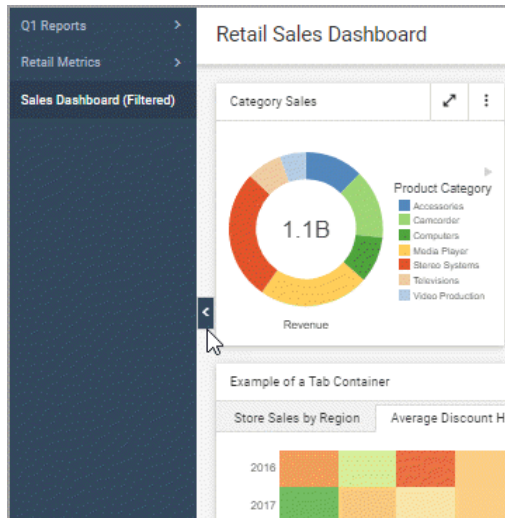 Q1 Reports
Retail Metrics
Sales Dashboard (Filtered)
Retail Sales Dashboard
Category Sales
1.1B
Revenue
Product Category
Accessories
Camcorder
Computers
Media Player
Stereo Systems
Televisions
Video Production
Example of a Tab Container
Store Sales by Region
Average Discount H
2016
2017